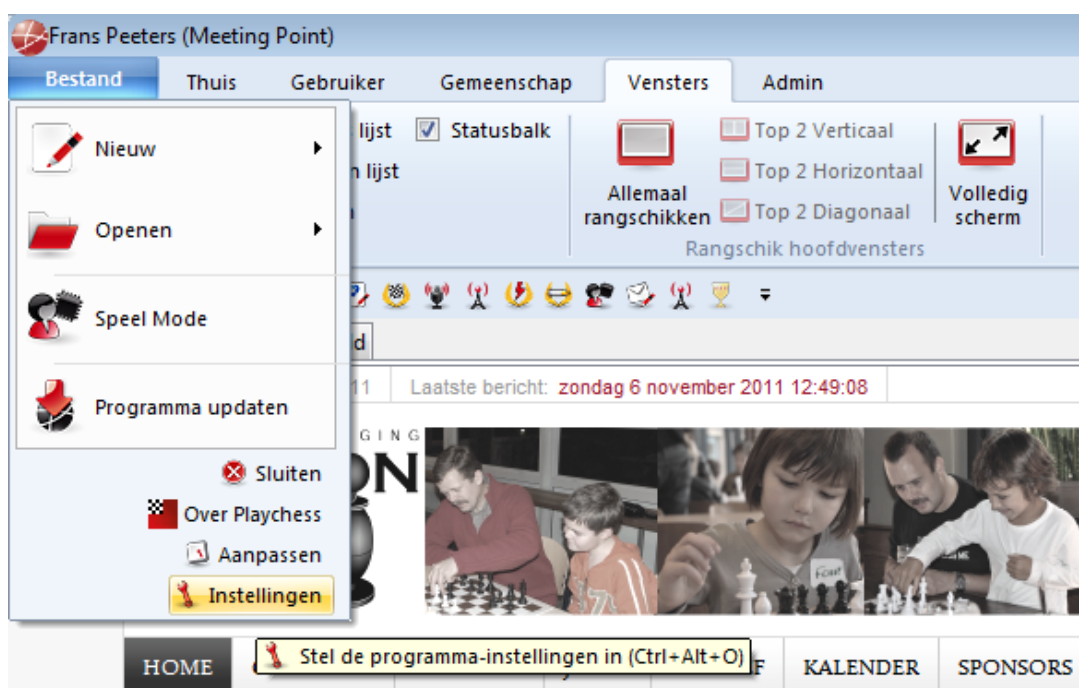 Frans Peeters (Meeting Point)
Bestand Thuis Gebruiker Gemeenschap Vensters Admin
Nieuw
Openen
Speel Mode
Programma updaten
Sluiten
Over Playchess
Aanpassen
Instellingen
lijst Statusbalk
lijst
Allemaal
rangschikken
Top 2 Verticaal
Top 2 Horizontaal
Top 2 Diagonaal
Volledig
scherm
Rangschik hoofdvensters
d
11 Laatste bericht: zondag 6 november 2011 12:49:08
GING
ON
Stel de programma-instellingen in (Ctrl+Alt+O)
HOME KALENDER SPONSORS